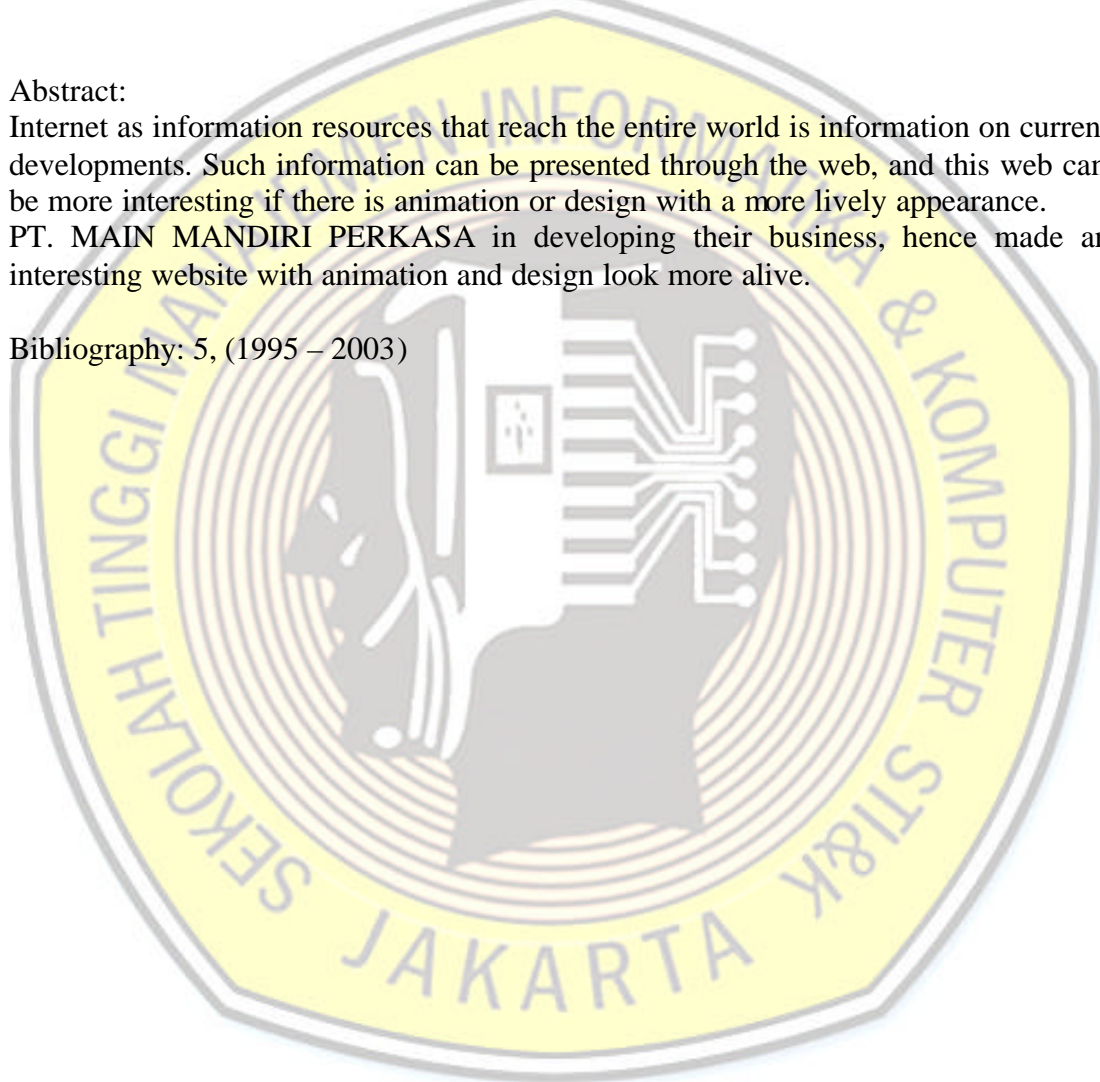 Abstract:
Internet as information resources that reach the entire world is information on curren
developments. Such information can be presented through the web, and this web can
be more interesting if there is animation or design with a more lively appearance.
PT. MAIN MANDIRI PERKASA in developing their business, hence made an
interesting website with animation and design look more alive.
Bibliography: 5, (1995 – 2003)
SEKOLAH TINGGI MANAJEMEN INFORMATIKA & KOMPUTER STI&K
JAKARTA